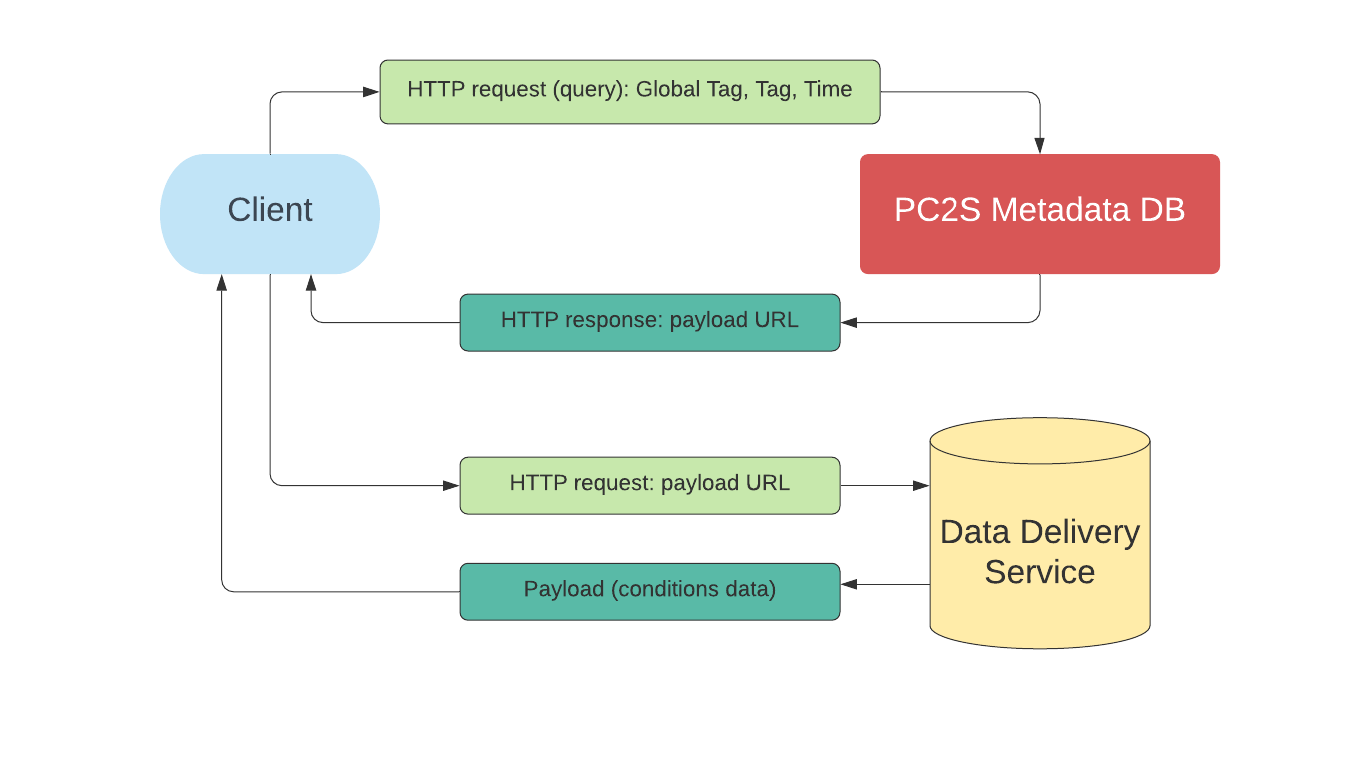 HTTP request (query): Global Tag, Tag, Time
Client
PC2S Metadata DB
HTTP response: payload URL
HTTP request: payload URL
Data Delivery
Service
Payload (conditions data)